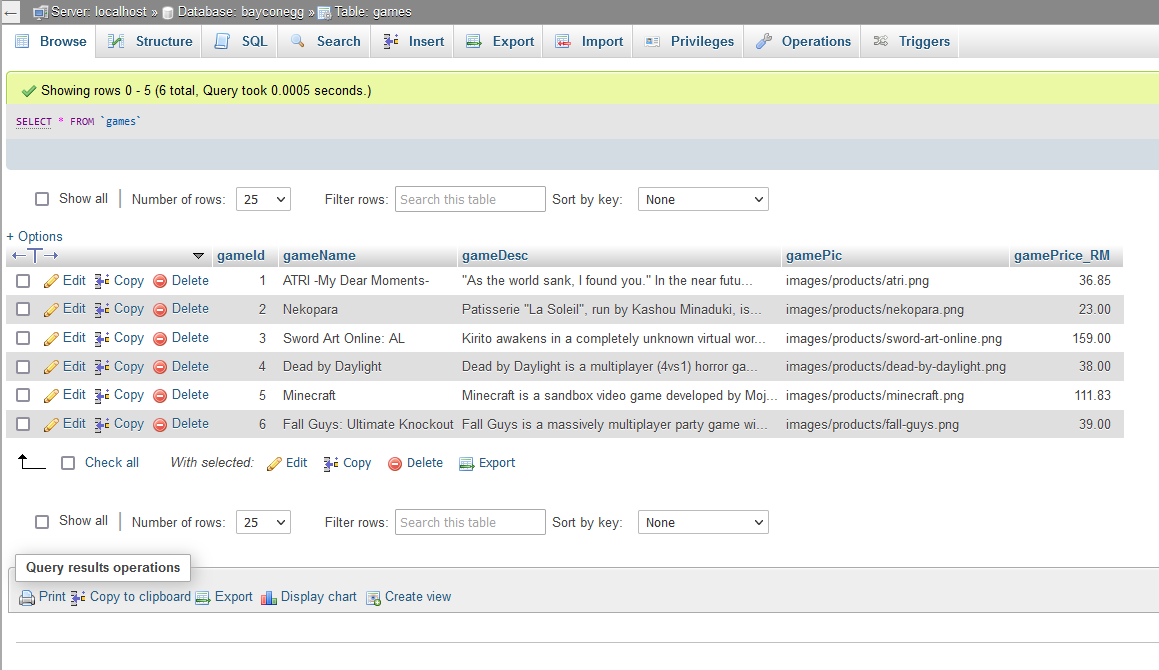 Server: localhost » Database: bayconegg » Table: games
Browse Structure SQL Search Insert Export Import Privileges Operations Triggers
Showing rows 0 - 5 (6 total, Query took 0.0005 seconds.)
SELECT * FROM `games`
Show all Number of rows: 25 Filter rows: Search this table Sort by key: None
+ Options
←T→ gameId gameName gameDesc gamePic gamePrice_RM
Edit Copy Delete 1 ATRI -My Dear Moments- "As the world sank, I found you." In the near futu... images/products/atri.png 36.85
Edit Copy Delete 2 Nekopara Patisserie "La Soleil", run by Kashou Minaduki, is... images/products/nekopara.png 23.00
Edit Copy Delete 3 Sword Art Online: AL Kirito awakens in a completely unknown virtual wor... images/products/sword-art-online.png 159.00
Edit Copy Delete 4 Dead by Daylight Dead by Daylight is a multiplayer (4vs1) horror ga... images/products/dead-by-daylight.png 38.00
Edit Copy Delete 5 Minecraft Minecraft is a sandbox video game developed by Moj... images/products/minecraft.png 111.83
Edit Copy Delete 6 Fall Guys: Ultimate Knockout Fall Guys is a massively multiplayer party game wi... images/products/fall-guys.png 39.00
Check all With selected: Edit Copy Delete Export
Show all Number of rows: 25 Filter rows: Search this table Sort by key: None
Query results operations
Print Copy to clipboard Export Display chart Create view